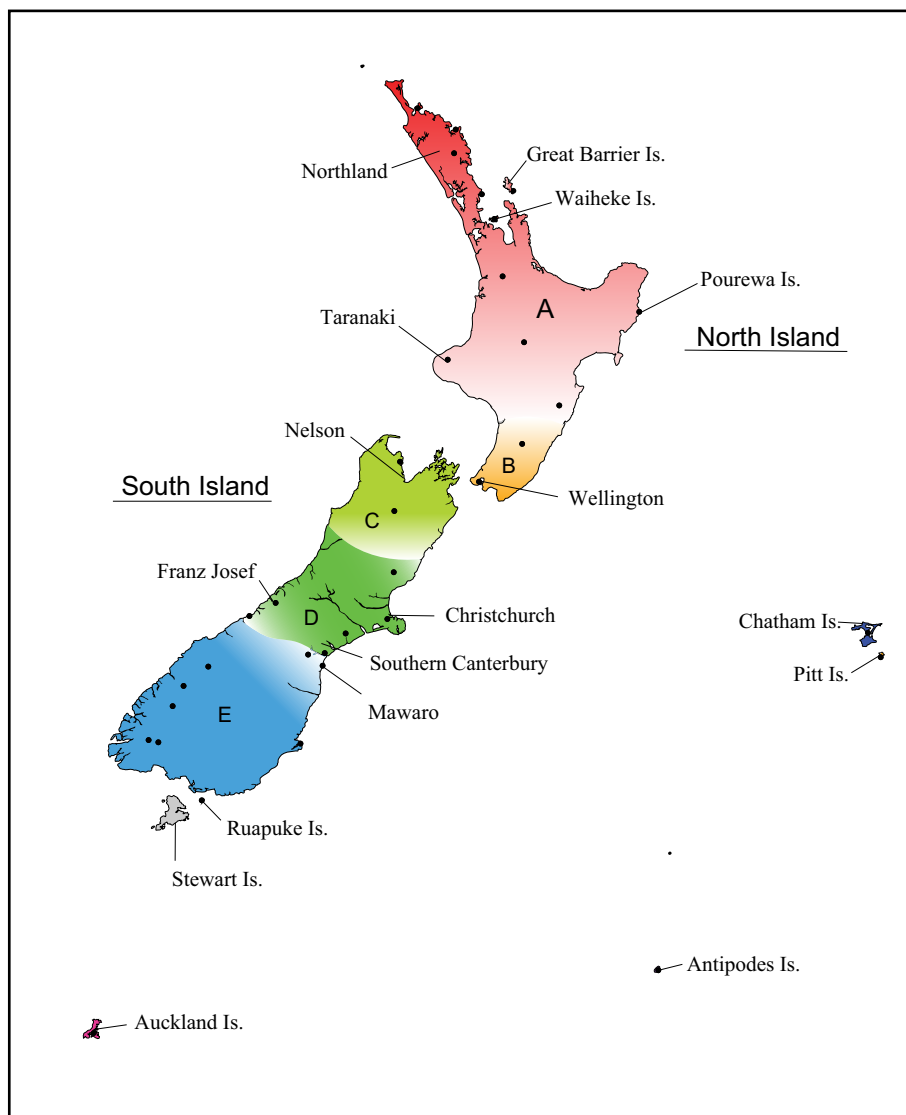 Great Barrier Is.
Northland
Waiheke Is.
Pourewa Is.
A
Taranaki
North Island
Nelson
B
South Island
Wellington
C
Franz Josef
D
Christchurch
Chatham Is.
Southern Canterbury
Pitt Is.
Mawaro
E
Ruapuke Is.
Stewart Is.
Antipodes Is.
Auckland Is.